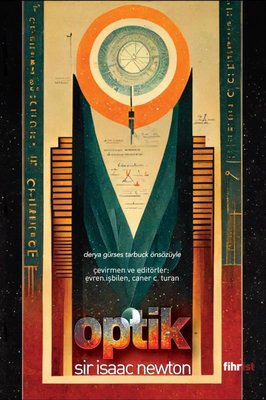 derya gürses tarbuck önsözüyle
çevirmen ve editörler:
evren.işbilen, caner c. turan
optik
sir isaac newton
fihrist